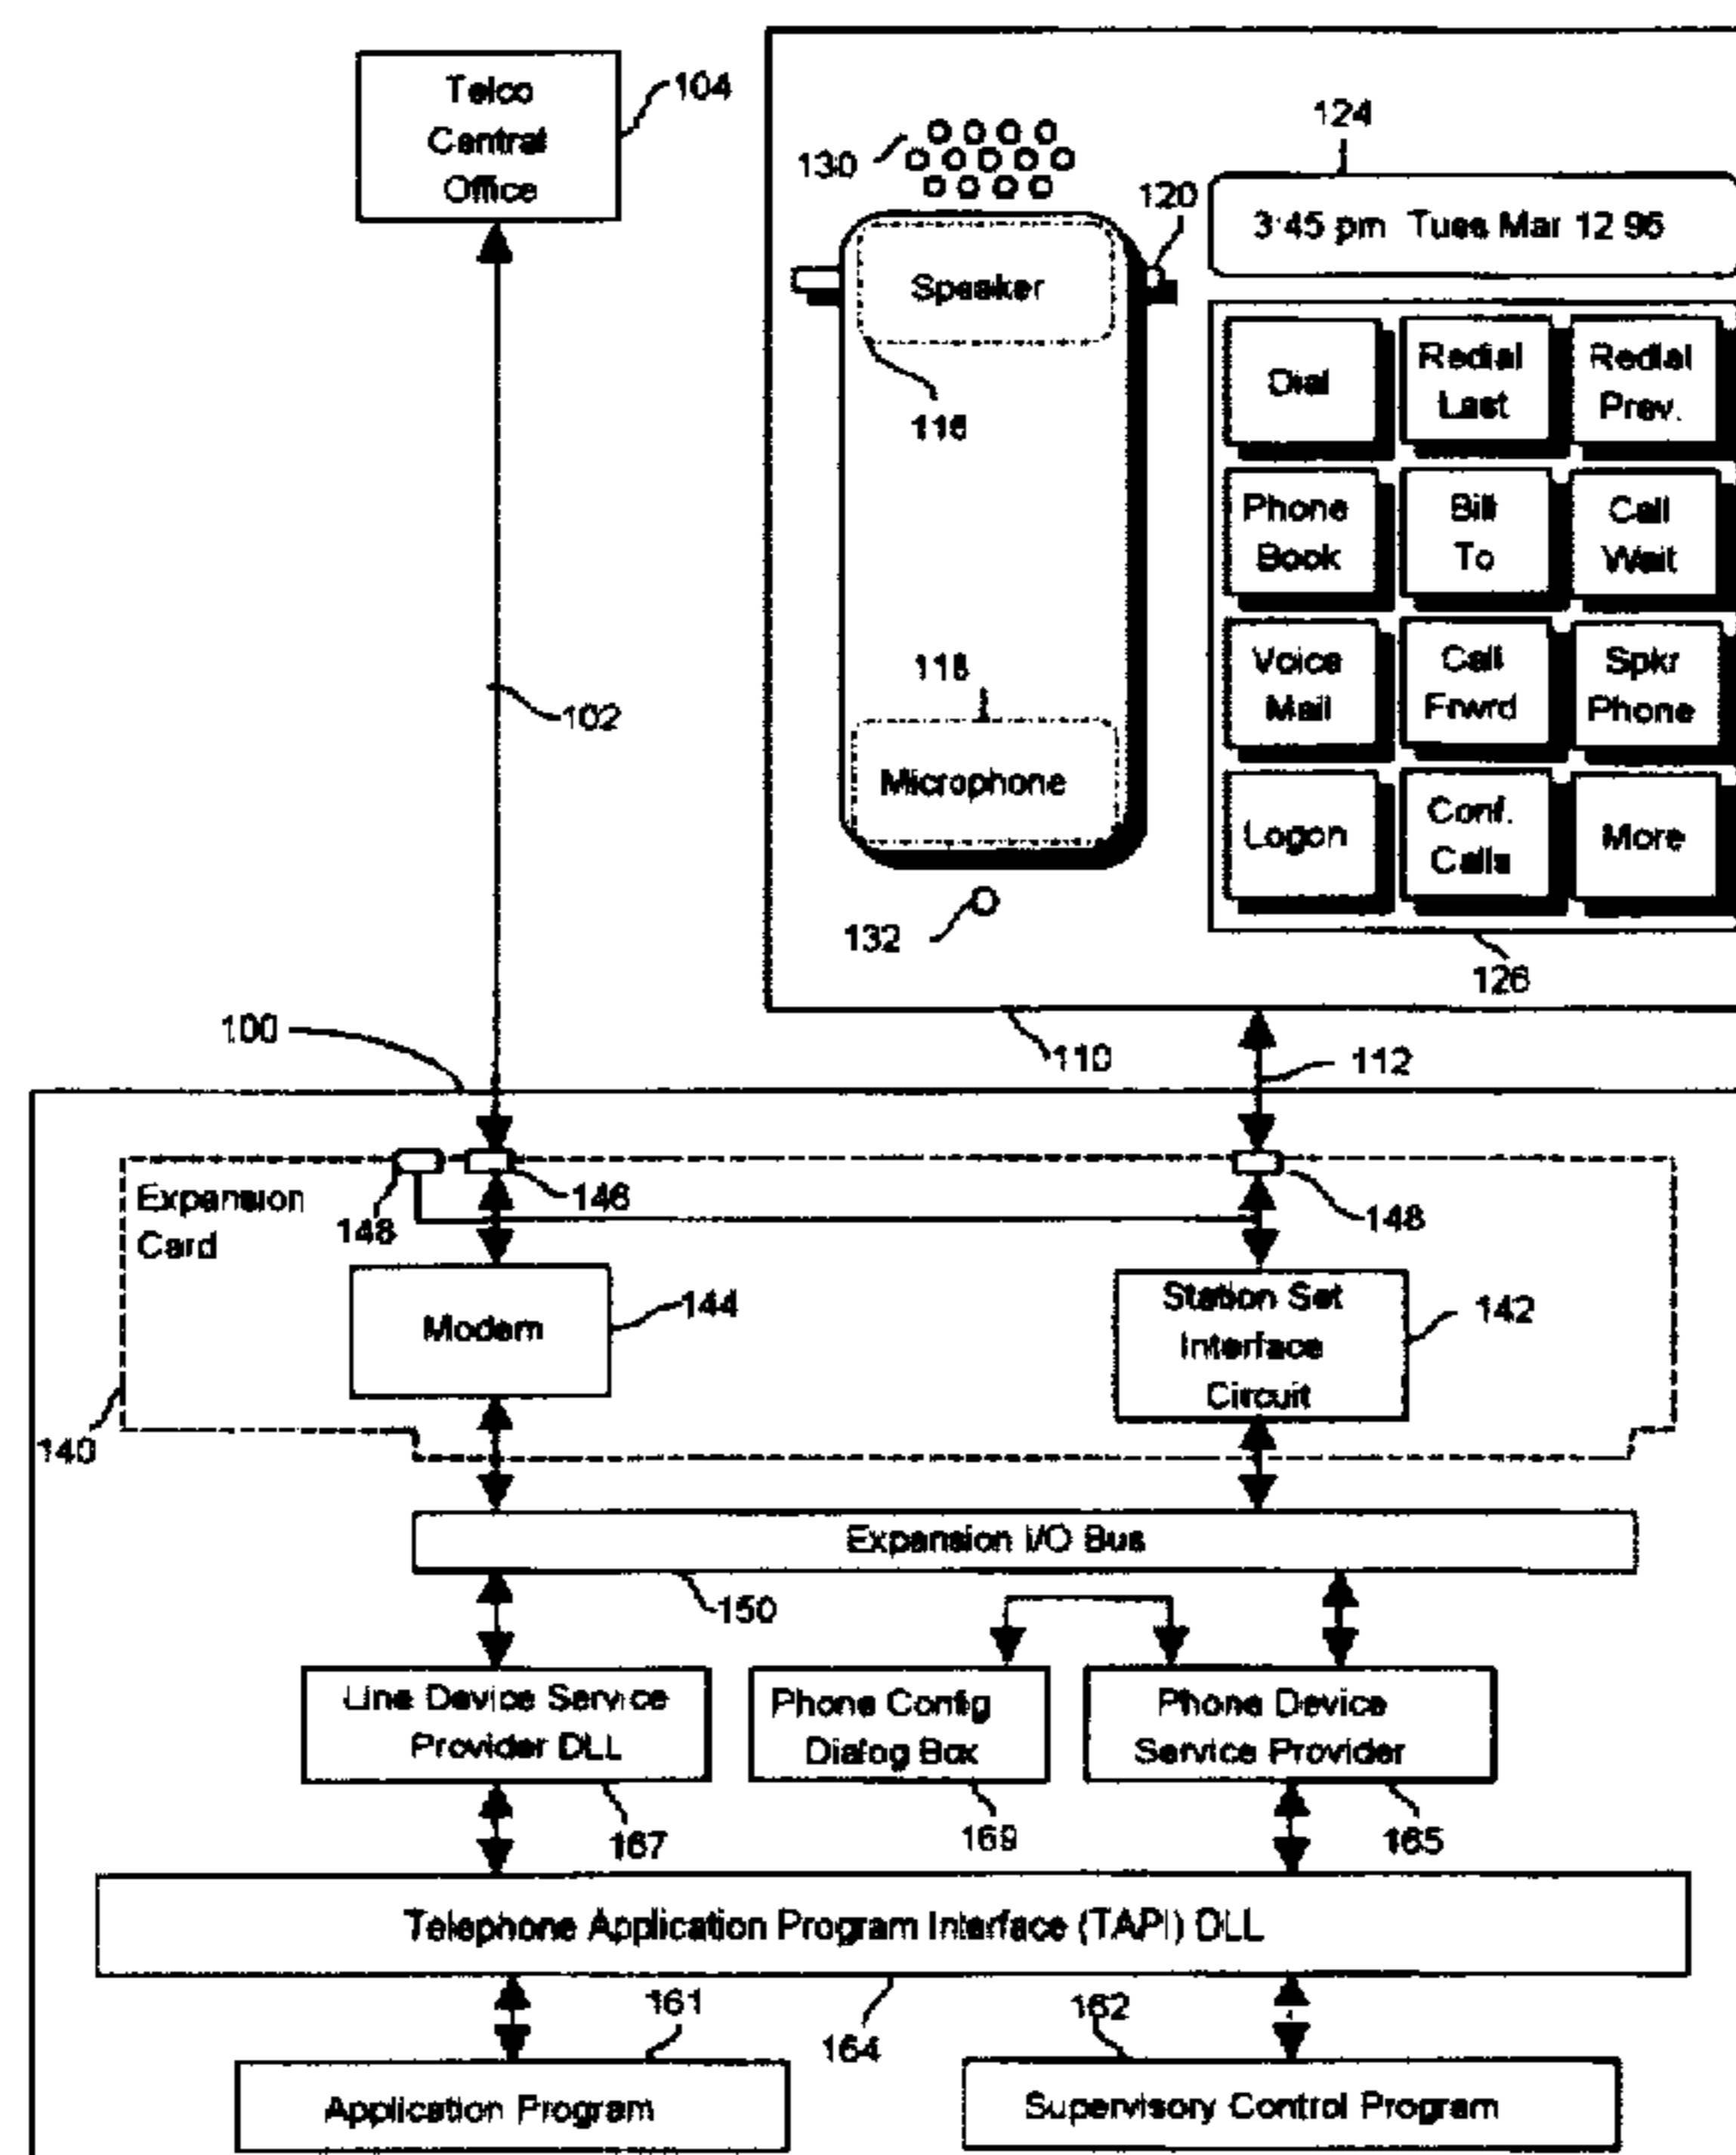 Telco
Central
Office
104
130
124
120
3:45 pm Tues Mar 12 96
Speaker
116
Dial
Redial
Last
Redial
Prev.
Phone
Book
Bill
To
Call
Wait
Voice
Mail
Call
Frwrd
Spkr
Phone
Logon
Conf.
Calls
More
118
102
Microphone
132
126
100
110
112
Expansion
Card
148
146
148
Modem
144
Station Set
Interface
Circuit
142
140
Expansion I/O Bus
150
Line Device Service
Provider DLL
Phone Config
Dialog Box
Phone Device
Service Provider
167
169
165
Telephone Application Program Interface (TAPI) DLL
161
162
164
Application Program
Supervisory Control Program